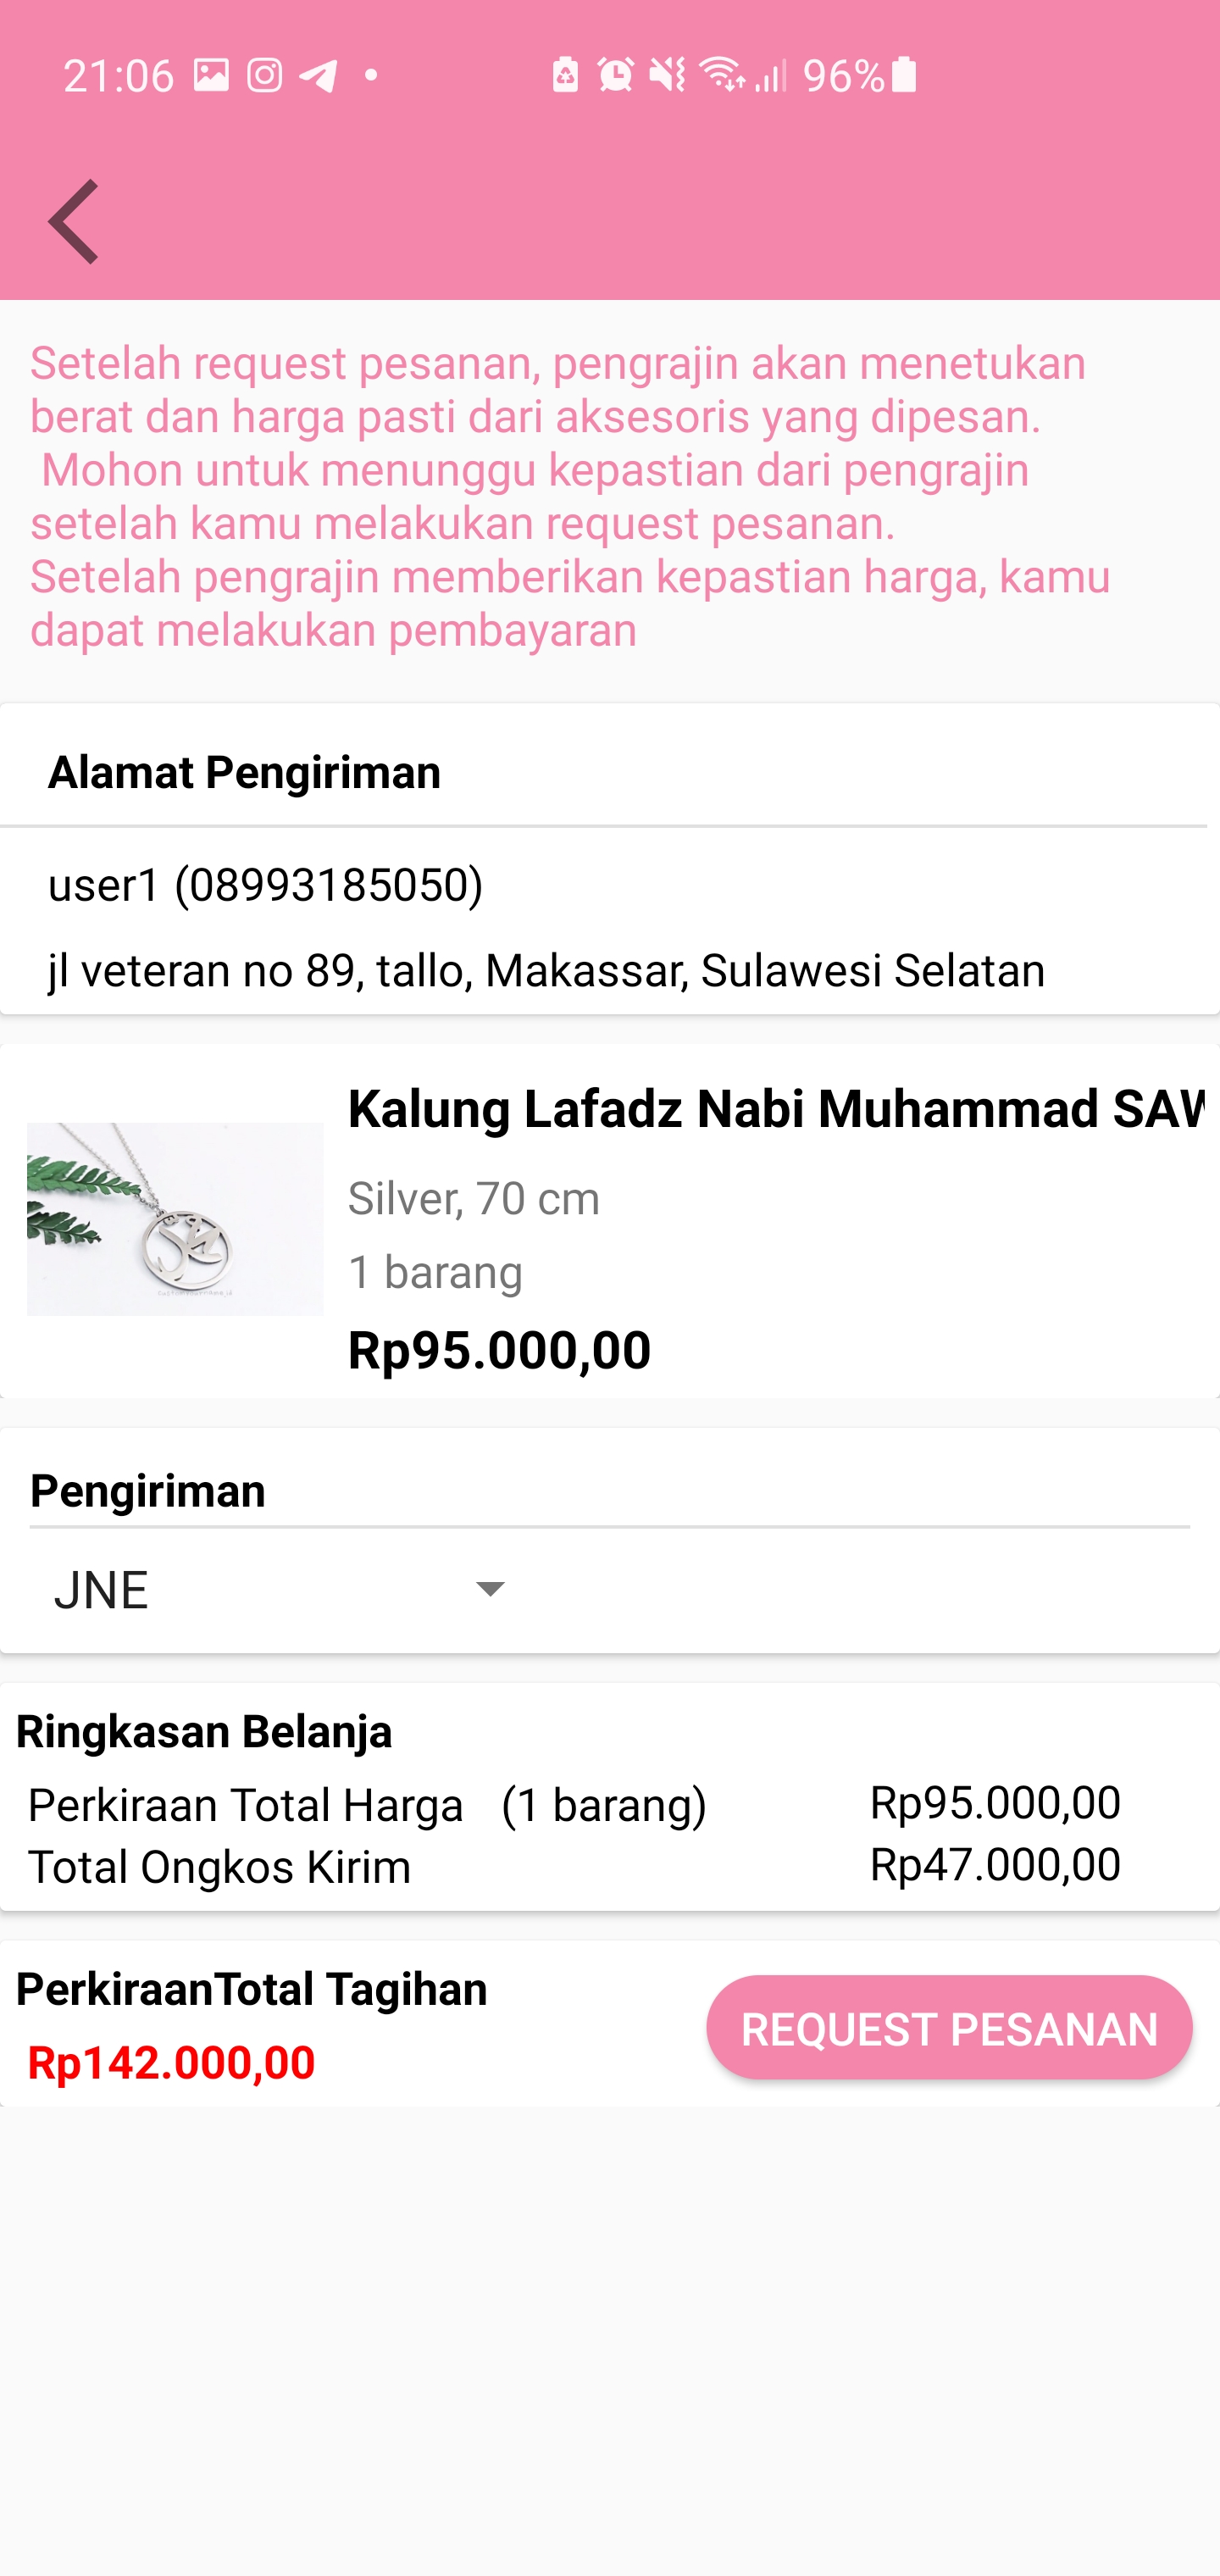 21:06
96%
Setelah request pesanan, pengrajin akan menetukan
berat dan harga pasti dari aksesoris yang dipesan.
Mohon untuk menunggu kepastian dari pengrajin
setelah kamu melakukan request pesanan.
Setelah pengrajin memberikan kepastian harga, kamu
dapat melakukan pembayaran
Alamat Pengiriman
user1 (08993185050)
jl veteran no 89, tallo, Makassar, Sulawesi Selatan
Kalung Lafadz Nabi Muhammad SAW
Silver, 70 cm
1 barang
Rp95.000,00
Pengiriman
JNE
Ringkasan Belanja
Perkiraan Total Harga (1 barang) Rp95.000,00
Total Ongkos Kirim Rp47.000,00
PerkiraanTotal Tagihan
Rp142.000,00
REQUEST PESANAN